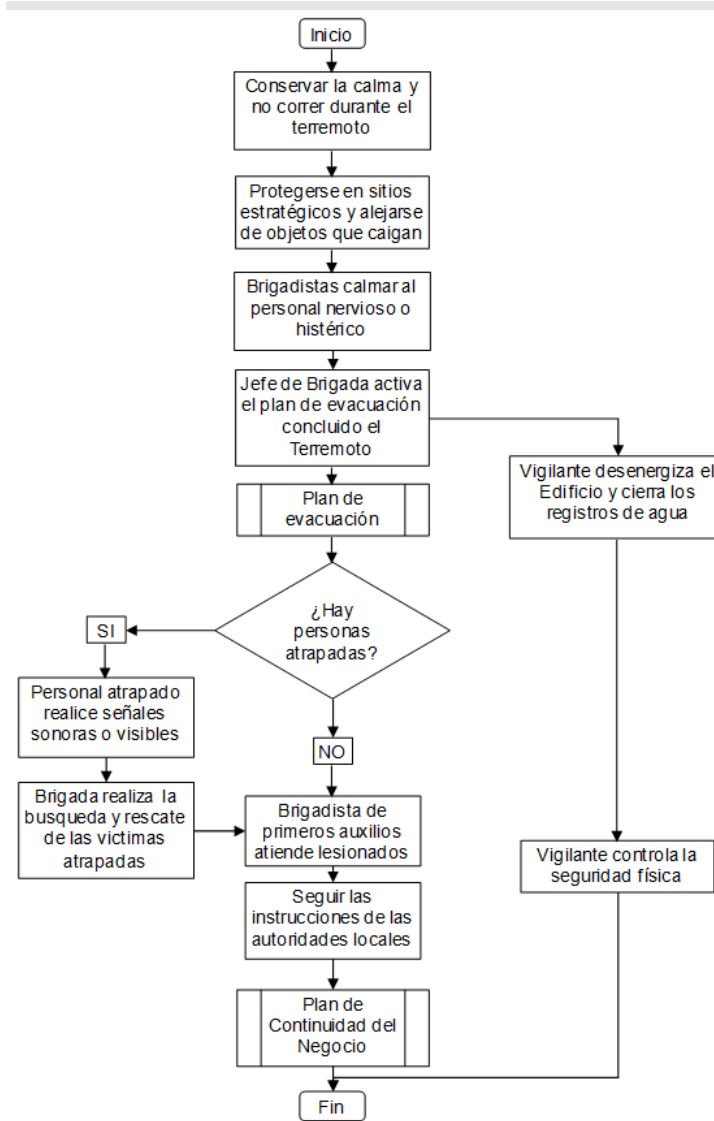 Inicio
Conservar la calma y
no correr durante el
terremoto
Protegerse en sitios
estratégicos y alejarse
de objetos que caigan
Brigadistas calmar al
personal nervioso o
histérico
Jefe de Brigada activa
el plan de evacuación
concluido el
Terremoto
Vigilante desenergiza el
Edificio y cierra los
registros de agua
Plan de
evacuación
¿Hay
personas
atrapadas?
SI
Personal atrapado
realice señales
sonoras o visibles
NO
Brigada realiza la
busqueda y rescate
de las victimas
atrapadas
Brigadista de
primeros auxilios
atiende lesionados
Vigilante controla la
seguridad física
Seguir las
instrucciones de las
autoridades locales
Plan de
Continuidad del
Negocio
Fin